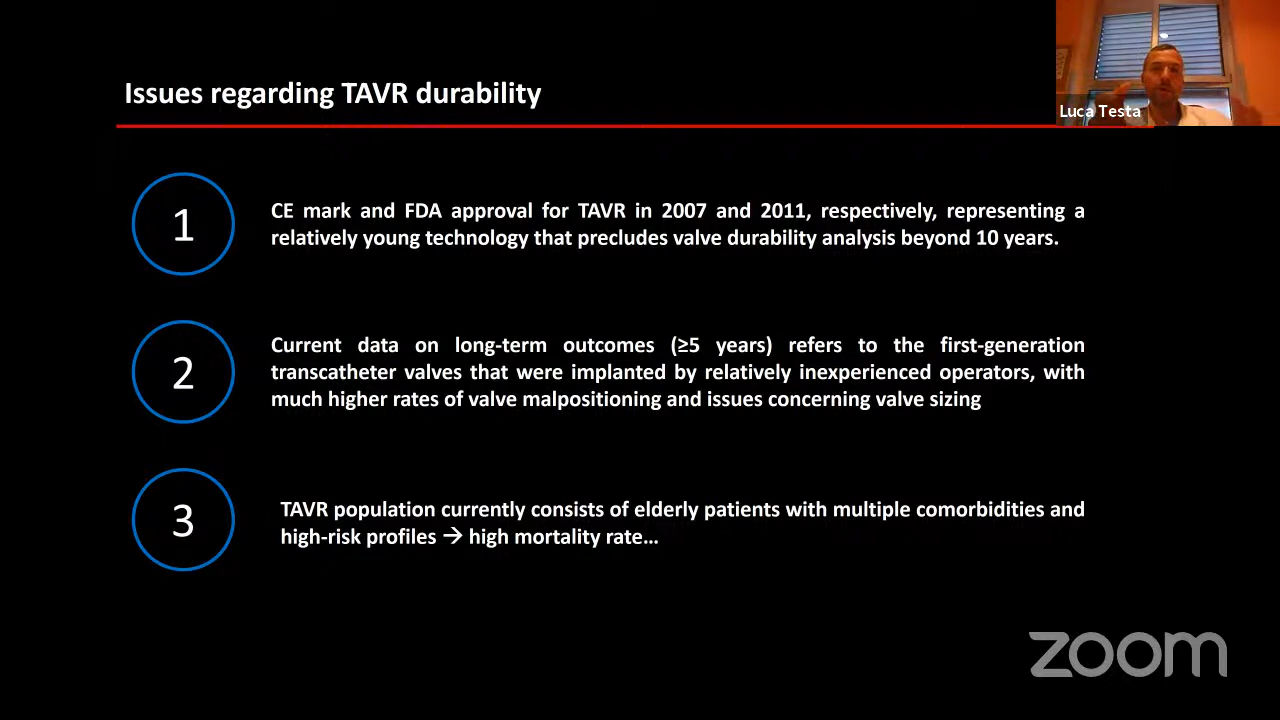 Issues regarding TAVR durability
Luca Testa
1
CE mark and FDA approval for TAVR in 2007 and 2011, respectively, representing a
relatively young technology that precludes valve durability analysis beyond 10 years.
2
Current data on long-term outcomes (≥5 years) refers to the first-generation
transcatheter valves that were implanted by relatively inexperienced operators, with
much higher rates of valve malpositioning and issues concerning valve sizing
3
TAVR population currently consists of elderly patients with multiple comorbidities and
high-risk profiles → high mortality rate…
zoom